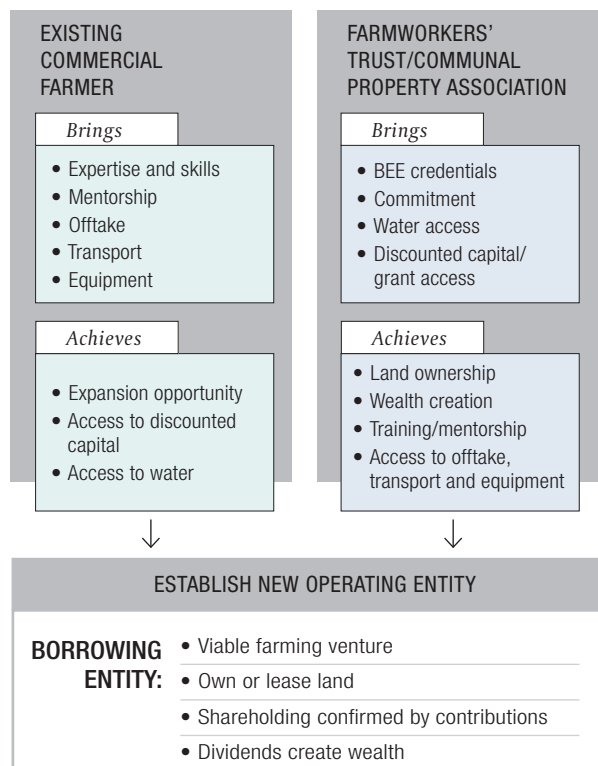 EXISTING
COMMERCIAL
FARMER
Brings
• Expertise and skills
• Mentorship
• Offtake
• Transport
• Equipment
Achieves
• Expansion opportunity
• Access to discounted
capital
• Access to water
FARMWORKERS'
TRUST/COMMUNAL
PROPERTY ASSOCIATION
Brings
• BEE credentials
• Commitment
• Water access
• Discounted capital/
grant access
Achieves
• Land ownership
• Wealth creation
• Training/mentorship
• Access to offtake,
transport and equipment
ESTABLISH NEW OPERATING ENTITY
BORROWING
ENTITY:
• Viable farming venture
• Own or lease land
• Shareholding confirmed by contributions
• Dividends create wealth